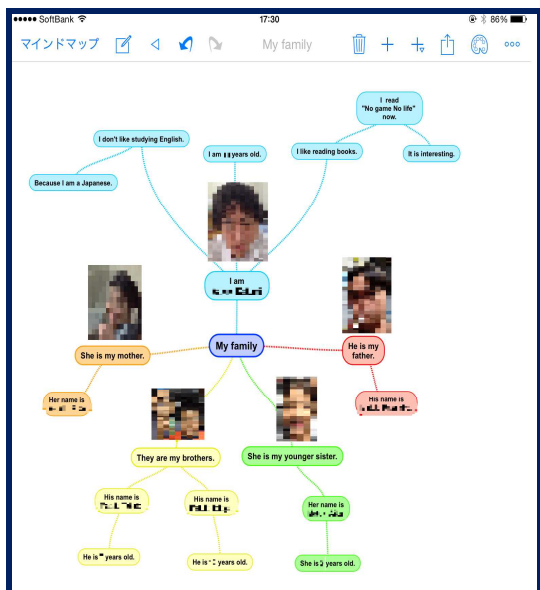 SoftBank 17:30 86%
マインドマップ My family
I read
"No game No life"
now.
I don't like studying English.
I am years old.
I like reading books.
It is interesting.
Because I am a Japanese.
I am
My family
She is my mother.
He is my
father.
Her name is
His name is
They are my brothers.
She is my younger sister.
His name is
His name is
Her name is
He is years old.
He is years old.
She is years old.